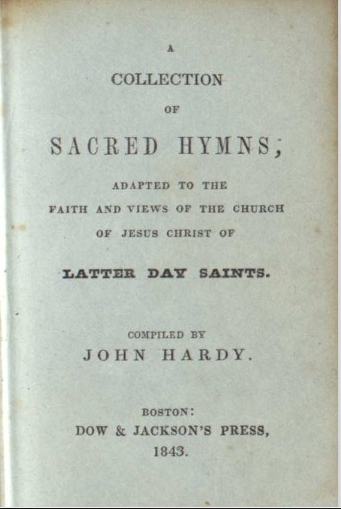 A
COLLECTION
OF
SACRED HYMNS;
ADAPTED TO THE
FAITH AND VIEWS OF THE CHURCH
OF JESUS CHRIST OF
LATTER DAY SAINTS.
COMPILED BY
JOHN HARDY.
BOSTON:
DOW & JACKSON'S PRESS,
1843.